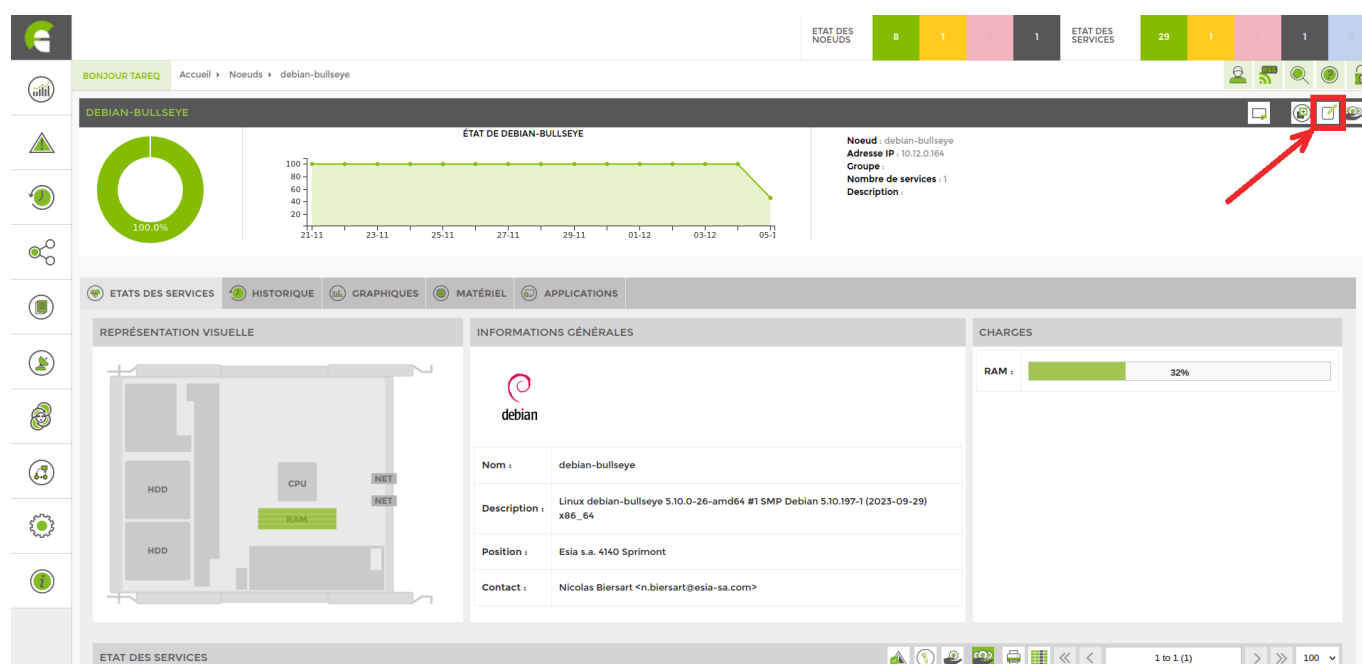 ETAT DES NOEUDS
8
1
0
1
ETAT DES SERVICES
29
1
0
1
0
BONJOUR TAREQ
Accueil › Noeuds › debian-bullseye
RSS
DEBIAN-BULLSEYE
100.0%
ÉTAT DE DEBIAN-BULLSEYE
100
80
60
40
20
21-11
23-11
25-11
27-11
29-11
01-12
03-12
05-1
Noeud : debian-bullseye
Adresse IP : 10.12.0.164
Groupe :
Nombre de services : 1
Description :
ETATS DES SERVICES
HISTORIQUE
GRAPHIQUES
MATÉRIEL
APPLICATIONS
REPRÉSENTATION VISUELLE
HDD
HDD
CPU
RAM
NET
NET
INFORMATIONS GÉNÉRALES
debian
Nom : debian-bullseye
Description : Linux debian-bullseye 5.10.0-26-amd64 #1 SMP Debian 5.10.197-1 (2023-09-29)
x86_64
Position : Esia s.a. 4140 Sprimont
Contact : Nicolas Biersart <n.biersart@esia-sa.com>
CHARGES
RAM : 32%
ETAT DES SERVICES
1 to 1 (1)
100